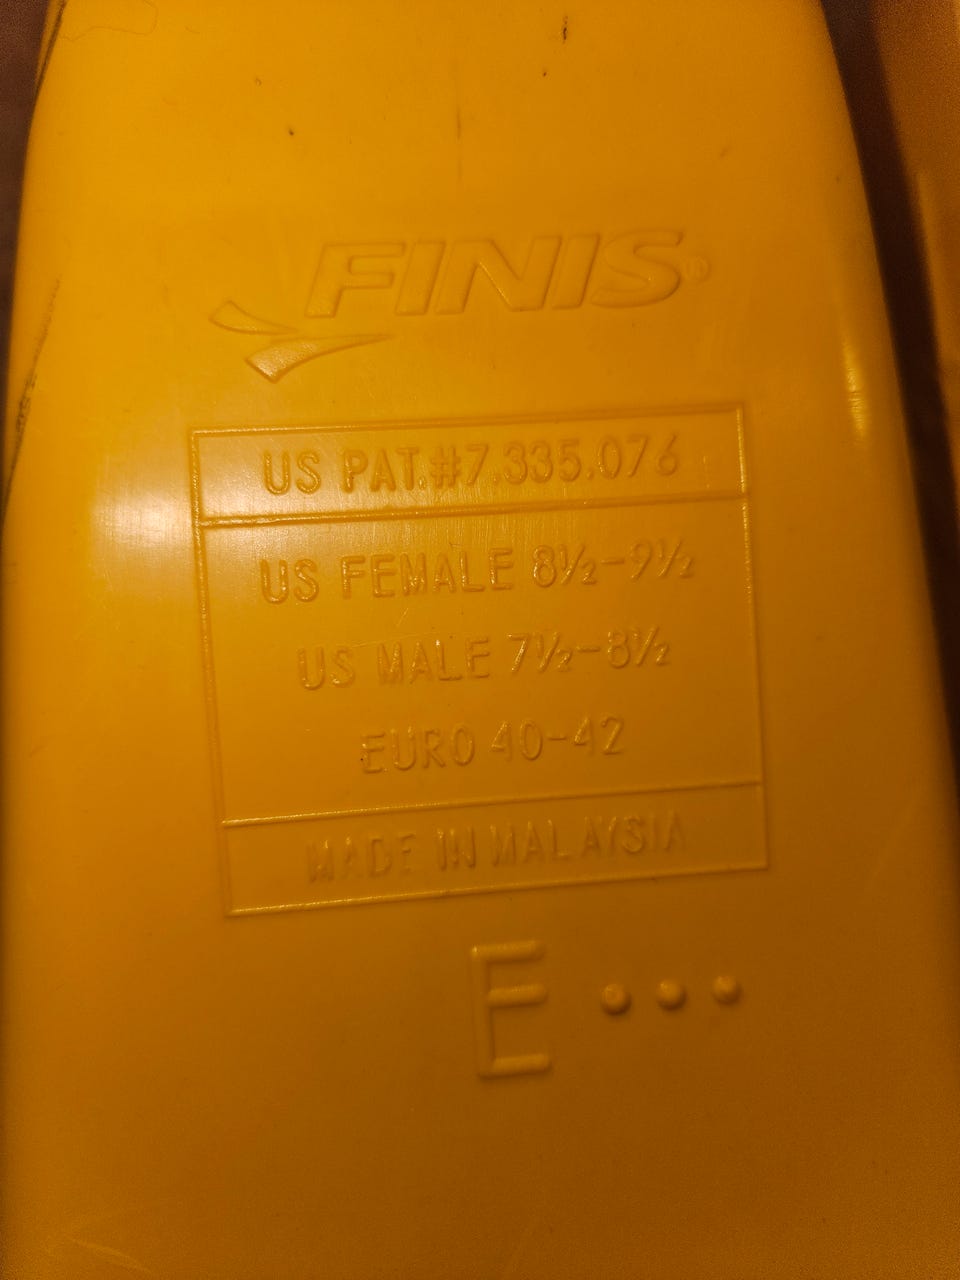 FINIS®
US PAT.#7.335.076
US FEMALE 8½-9½
US MALE 7½-8½
EURO 40-42
MADE IN MALAYSIA
E •••